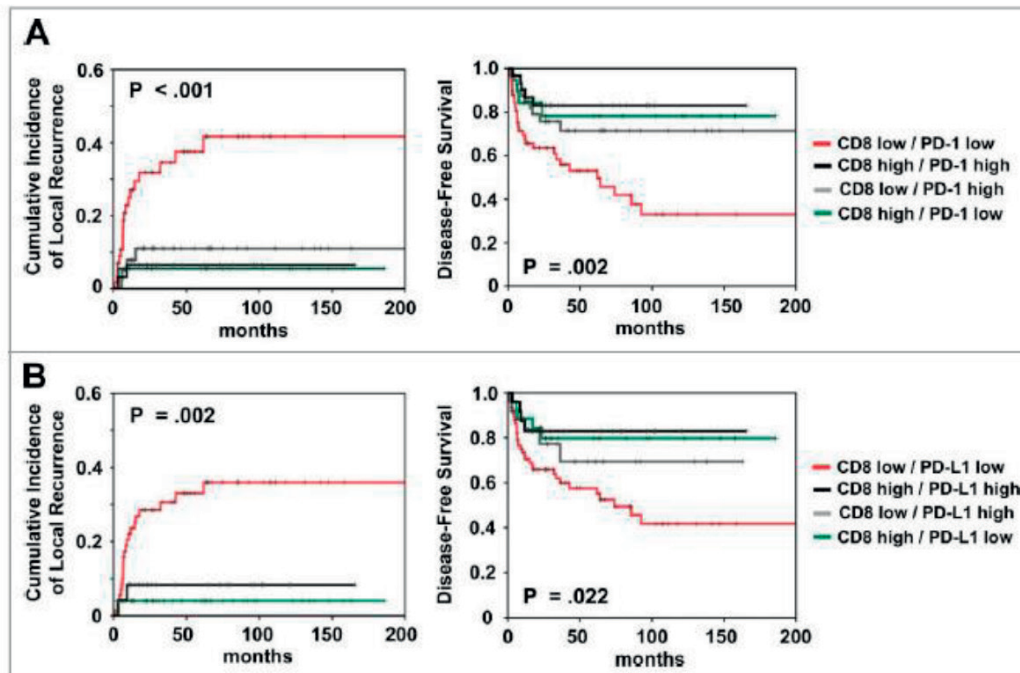 A
Cumulative Incidence
of Local Recurrence
0.6
0.4
0.2
0
P < .001
0 50 100 150 200
months
Disease-Free Survival
1.0
0.8
0.6
0.4
0.2
0
P = .002
0 50 100 150 200
months
CD8 low / PD-1 low
CD8 high / PD-1 high
CD8 low / PD-1 high
CD8 high / PD-1 low
B
Cumulative Incidence
of Local Recurrence
0.6
0.4
0.2
0
P = .002
0 50 100 150 200
months
Disease-Free Survival
1.0
0.8
0.6
0.4
0.2
0
P = .022
0 50 100 150 200
months
CD8 low / PD-L1 low
CD8 high / PD-L1 high
CD8 low / PD-L1 high
CD8 high / PD-L1 low